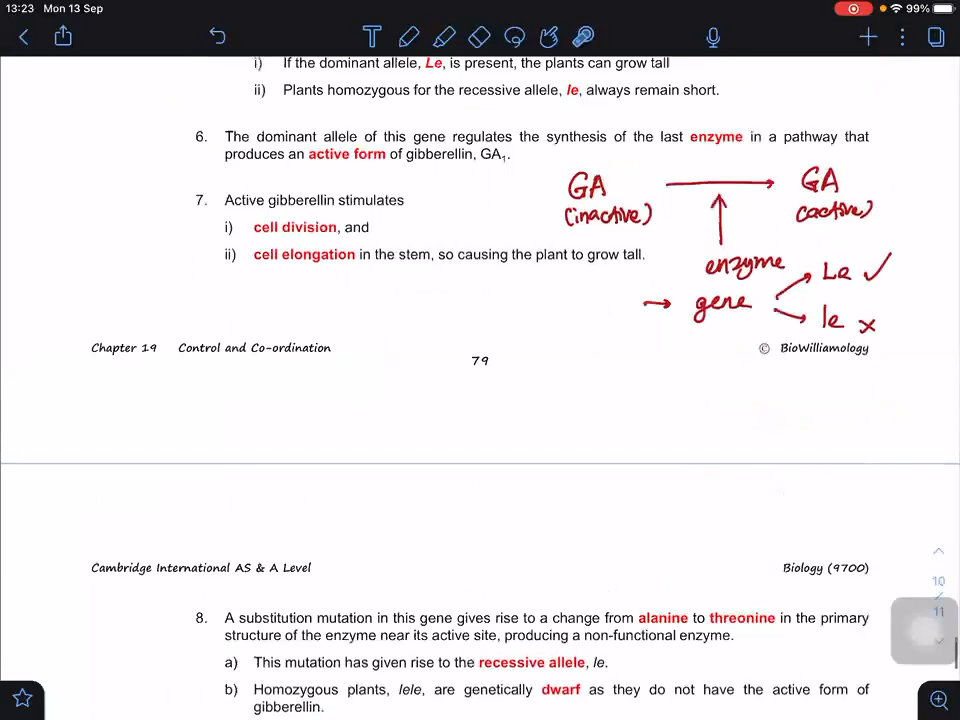 13:23 Mon 13 Sep
99%
i) If the dominant allele, Le, is present, the plants can grow tall
ii) Plants homozygous for the recessive allele, le, always remain short.
6. The dominant allele of this gene regulates the synthesis of the last enzyme in a pathway that
produces an active form of gibberellin, GA₁.
GA
(inactive)
GA
(active)
7. Active gibberellin stimulates
i) cell division, and
ii) cell elongation in the stem, so causing the plant to grow tall.
enzyme
Le ✓
→ gene
le ×
Chapter 19 Control and Co-ordination
79
© BioWilliamology
Cambridge International AS & A Level
Biology (9700)
10
/
11
8. A substitution mutation in this gene gives rise to a change from alanine to threonine in the primary
structure of the enzyme near its active site, producing a non-functional enzyme.
a) This mutation has given rise to the recessive allele, le.
b) Homozygous plants, lele, are genetically dwarf as they do not have the active form of
gibberellin.